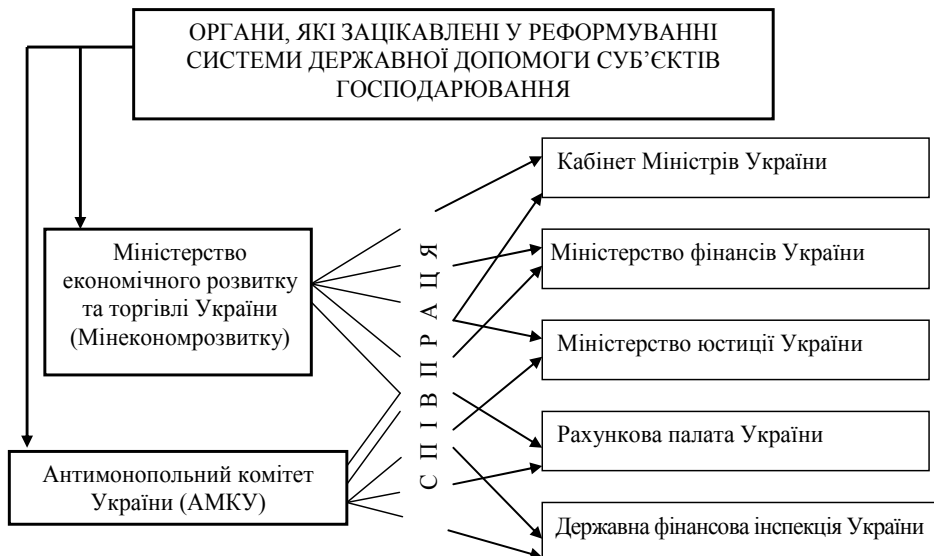 ОРГАНИ, ЯКІ ЗАЦІКАВЛЕНІ У РЕФОРМУВАННІ
СИСТЕМИ ДЕРЖАВНОЇ ДОПОМОГИ СУБ’ЄКТІВ
ГОСПОДАРЮВАННЯ
Міністерство
економічного розвитку
та торгівлі України
(Мінекономрозвитку)
Антимонопольний комітет
України (АМКУ)
СПІВПРАЦЯ
Кабінет Міністрів України
Міністерство фінансів України
Міністерство юстиції України
Рахункова палата України
Державна фінансова інспекція України